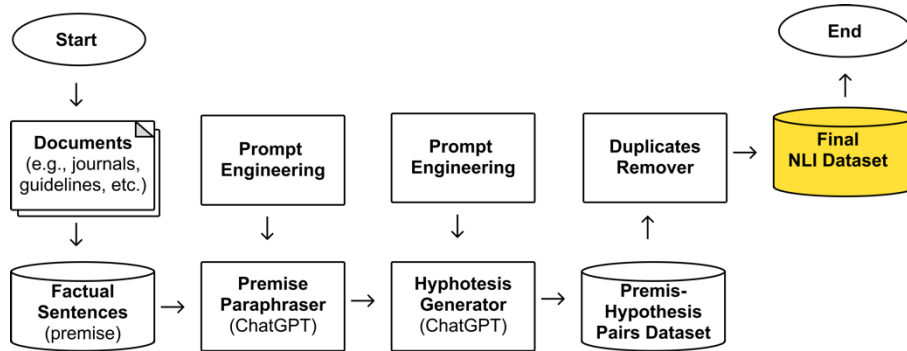 Start
End
Documents
(e.g., journals,
guidelines, etc.)
Prompt
Engineering
Prompt
Engineering
Duplicates
Remover
Final
NLI Dataset
Factual
Sentences
(premise)
Premise
Paraphraser
(ChatGPT)
Hyphotesis
Generator
(ChatGPT)
Premis-
Hypothesis
Pairs Dataset